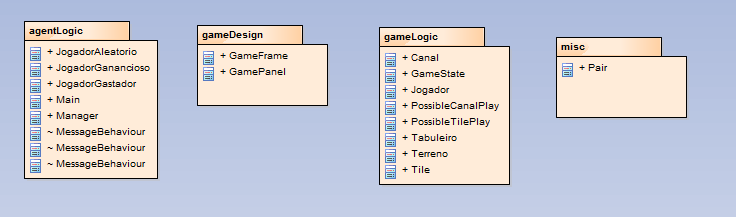 agentLogic
+ JogadorAleatorio
+ JogadorGanancioso
+ JogadorGastador
+ Main
+ Manager
~ MessageBehaviour
~ MessageBehaviour
~ MessageBehaviour
gameDesign
+ GameFrame
+ GamePanel
gameLogic
+ Canal
+ GameState
+ Jogador
+ PossibleCanalPlay
+ PossibleTilePlay
+ Tabuleiro
+ Terreno
+ Tile
misc
+ Pair